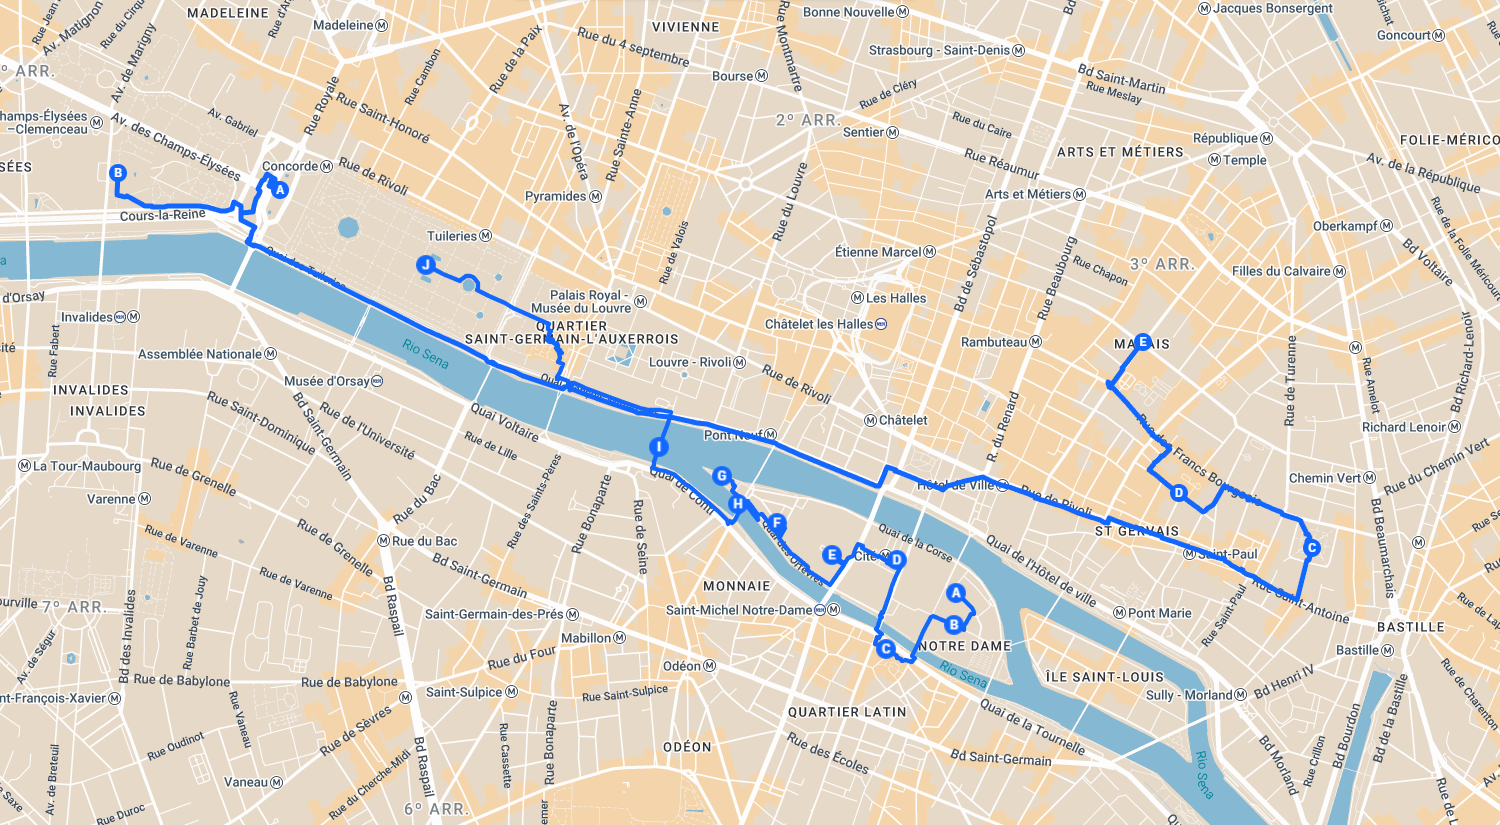 MADELEINE
Madeleine
Rue Jean
Av. Matignon
Rue du Cirque
Av. de Marigny
º ARR.
Rue de la Paix
Rue Cambon
Rue Royale
Rue Saint-Honoré
Av. Gabriel
Av. des Champs-Élysées
hamps-Élysées
–Clemenceau
SÉES
Concorde
Rue de Rivoli
B
A
Cours-la-Reine
VIVIENNE
Rue du 4 septembre
Bourse
Rue Montmartre
Av. de l'Opéra
Rue Sainte-Anne
Pyramides
Tuileries
Rue de Valois
Bonne Nouvelle
Strasbourg - Saint-Denis
Rue de Cléry
2º ARR.
Sentier
Rue du Caire
Rue Réaumur
Rue du Louvre
Étienne Marcel
Les Halles
Châtelet les Halles
Jacques Bonsergent
Goncourt
Bd Saint-Martin
Rue Meslay
République
Temple
ARTS ET MÉTIERS
Arts et Métiers
FOLIE-MÉRICO
Av. de la République
Oberkampf
Rue de la Folie Méricourt
Bd Voltaire
Filles du Calvaire
3º ARR.
Rue Chapon
Bd de Sébastopol
Rue Beaubourg
Rambuteau
MARAIS
E
Rue de Turenne
Rue Amelot
Bd Richard-Lenoir
Richard Lenoir
Rue du Chemin Vert
Chemin Vert
Quai des Tuileries
J
Palais Royal -
Musée du Louvre
QUARTIER
SAINT-GERMAIN-L'AUXERROIS
Louvre - Rivoli
Rue de Rivoli
Châtelet
d'Orsay
Invalides
Rue Fabert
Assemblée Nationale
Rio Sena
Musée d'Orsay
INVALIDES
INVALIDES
Rue Saint-Dominique
Bd Saint-Germain
Rue de l'Université
Quai Voltaire
Rue de Lille
Rue des Saints-Pères
Pont Neuf
R. du Renard
Rue des Francs Bourgeois
D
C
Hôtel de Ville
Rue de Rivoli
ST GERVAIS
Saint-Paul
Rue Saint-Antoine
Bd Beaumarchais
La Tour-Maubourg
Rue de Grenelle
Varenne
Rue de Varenne
Rue de Grenelle
Rue du Bac
Rue du Bac
Rue Bonaparte
Rue de Seine
Quai de Conti
I
G
H
F
E
Quai des Orfèvres
Cité
D
Quai de la Corse
Quai de l'Hôtel de ville
A
B
C
NOTRE DAME
Rio Sena
Rue de Varenne
Bd Saint-Germain
MONNAIE
Saint-Michel Notre-Dame
Saint-Germain-des-Prés
Mabillon
7º ARR.
Av. de Ségur
Bd des Invalides
Rue Barbet de Jouy
Bd Raspail
Rue du Four
Odéon
Pont Marie
Rue Saint-Paul
BASTILLE
Bastille
ÎLE SAINT-LOUIS
Sully - Morland
Bd Henri IV
Rue de Charenton
nt-François-Xavier
Rue de Babylone
Rue de Babylone
Saint-Sulpice
Rue Saint-Sulpice
QUARTIER LATIN
Quai de la Tournelle
Rue Vaneau
Rue Oudinot
Rue de Sèvres
Rue Cassette
Rue Bonaparte
ODÉON
Rue des Écoles
Bd Saint-Germain
Bd Morland
Rue Crillon
Bd Bourdon
Bd de la Bastille
Rio Sena
Vaneau
Av. de Breteuil
Rue Duroc
Rue du Cherche-Midi
Bd Raspail
6º ARR.